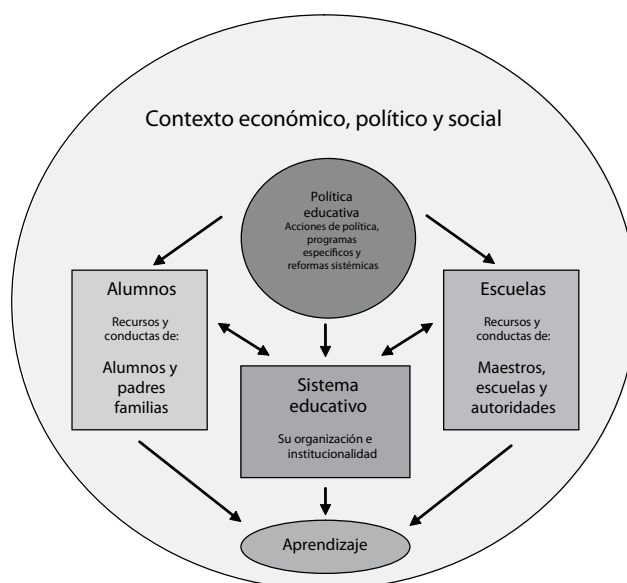 Contexto económico, político y social
Política
educativa
Acciones de política,
programas
específicos y
reformas sistémicas
Alumnos
Recursos y
conductas de:
Alumnos y
padres
familias
Sistema
educativo
Su organización e
institucionalidad
Escuelas
Recursos y
conductas de:
Maestros,
escuelas y
autoridades
Aprendizaje